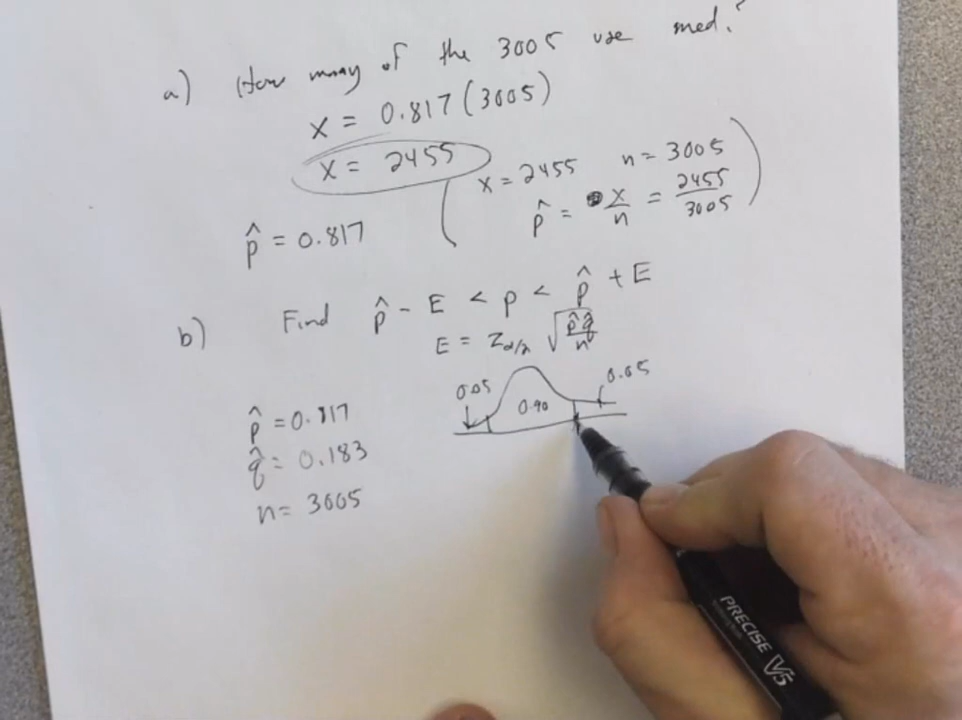 a) How many of the 3005 use med.?
x = 0.817(3005)
x = 2455
( x = 2455 n = 3005
p̂ = x/n = 2455/3005 )
p̂ = 0.817
b) Find p̂ - E < p < p̂ + E
E = Zα/2 √(p̂q̂/n)
0.05 0.90 0.05
p̂ = 0.817
q̂ = 0.183
n = 3005
PRECISE V5